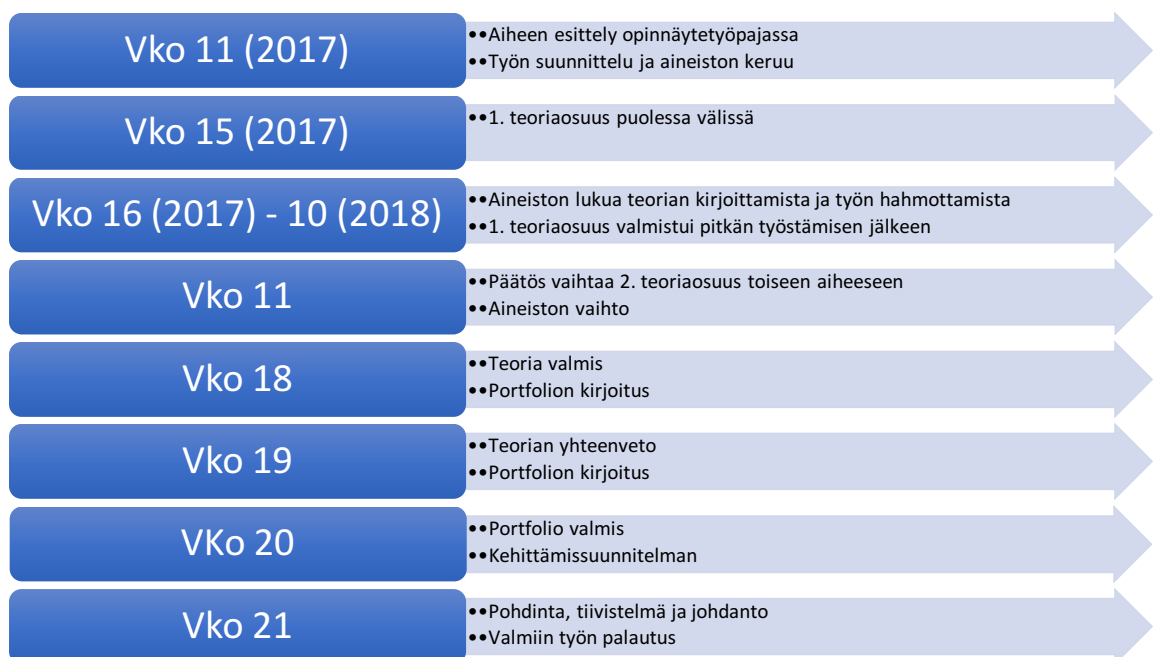 Vko 11 (2017)
••Aiheen esittely opinnäytetyöpajassa
••Työn suunnittelu ja aineiston keruu
Vko 15 (2017)
••1. teoriaosuus puolessa välissä
Vko 16 (2017) - 10 (2018)
••Aineiston lukua teorian kirjoittamista ja työn hahmottamista
••1. teoriaosuus valmistui pitkän työstämisen jälkeen
Vko 11
••Päätös vaihtaa 2. teoriaosuus toiseen aiheeseen
••Aineiston vaihto
Vko 18
••Teoria valmis
••Portfolion kirjoitus
Vko 19
••Teorian yhteenveto
••Portfolion kirjoitus
VKo 20
••Portfolio valmis
••Kehittämissuunnitelman
Vko 21
••Pohdinta, tiivistelmä ja johdanto
••Valmiin työn palautus